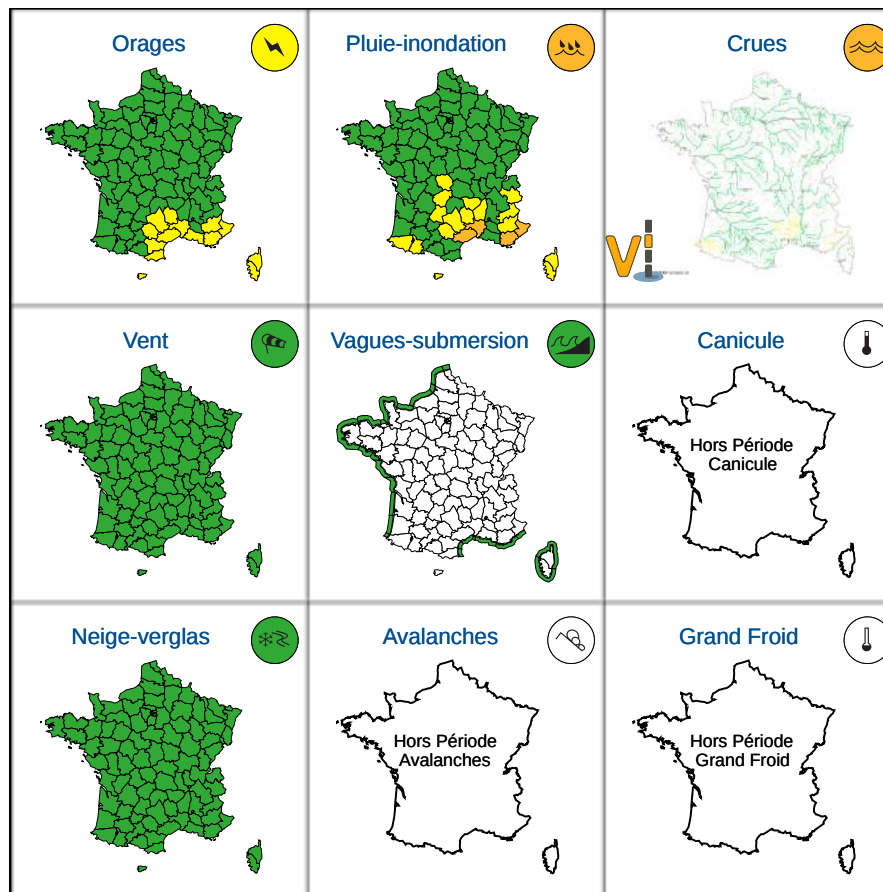 Orages
Pluie-inondation
Crues
Vent
Vagues-submersion
Canicule
Hors Période
Canicule
Neige-verglas
Avalanches
Grand Froid
Hors Période
Avalanches
Hors Période
Grand Froid